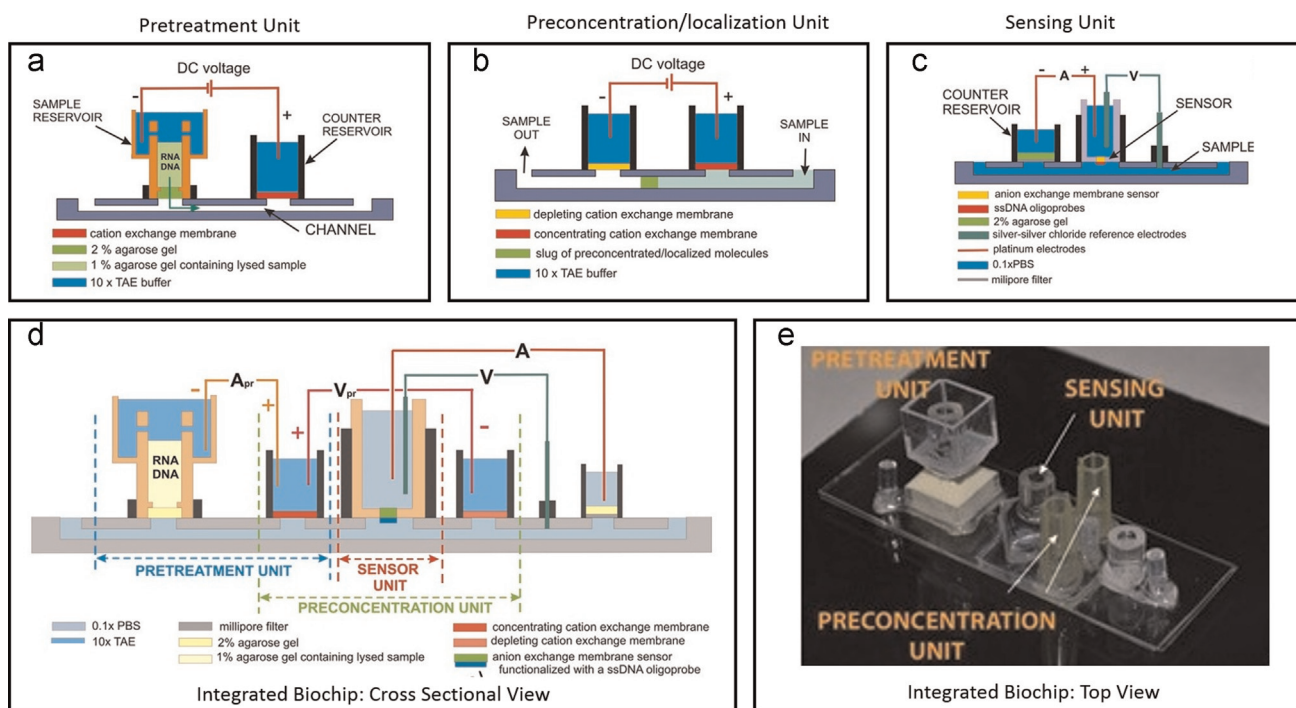 Pretreatment Unit
Preconcentration/localization Unit
Sensing Unit
a
DC voltage
-
+
SAMPLE
RESERVOIR
COUNTER
RESERVOIR
RNA
DNA
CHANNEL
cation exchange membrane
2 % agarose gel
1 % agarose gel containing lysed sample
10 x TAE buffer
b
DC voltage
-
+
SAMPLE
OUT
SAMPLE
IN
depleting cation exchange membrane
concentrating cation exchange membrane
slug of preconcentrated/localized molecules
10 x TAE buffer
c
- A +
V
COUNTER
RESERVOIR
SENSOR
SAMPLE
anion exchange membrane sensor
ssDNA oligoprobes
2% agarose gel
silver-silver chloride reference electrodes
platinum electrodes
0.1xPBS
milipore filter
d
A
V
- Apr +
+ Vpr -
RNA
DNA
PRETREATMENT UNIT
SENSOR
UNIT
PRECONCENTRATION UNIT
0.1x PBS
10x TAE
millipore filter
2% agarose gel
1% agarose gel containing lysed sample
concentrating cation exchange membrane
depleting cation exchange membrane
anion exchange membrane sensor
functionalized with a ssDNA oligoprobe
Integrated Biochip: Cross Sectional View
e
PRETREATMENT
UNIT
SENSING
UNIT
PRECONCENTRATION
UNIT
Integrated Biochip: Top View